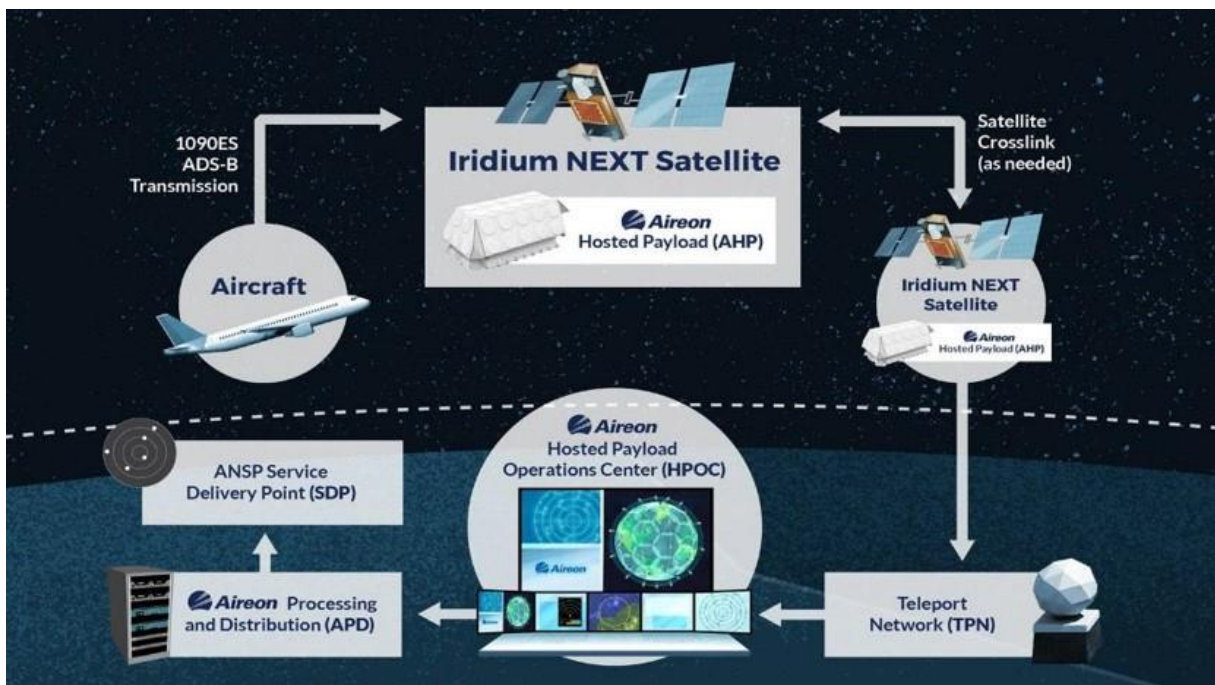 1090ES
ADS-B
Transmission
Iridium NEXT Satellite
Aireon
Hosted Payload (AHP)
Satellite
Crosslink
(as needed)
Aircraft
Iridium NEXT
Satellite
Aireon
Hosted Payload (AHP)
Aireon
Hosted Payload
Operations Center (HPOC)
Aireon
ANSP Service
Delivery Point (SDP)
Aireon Processing
and Distribution (APD)
Teleport
Network (TPN)